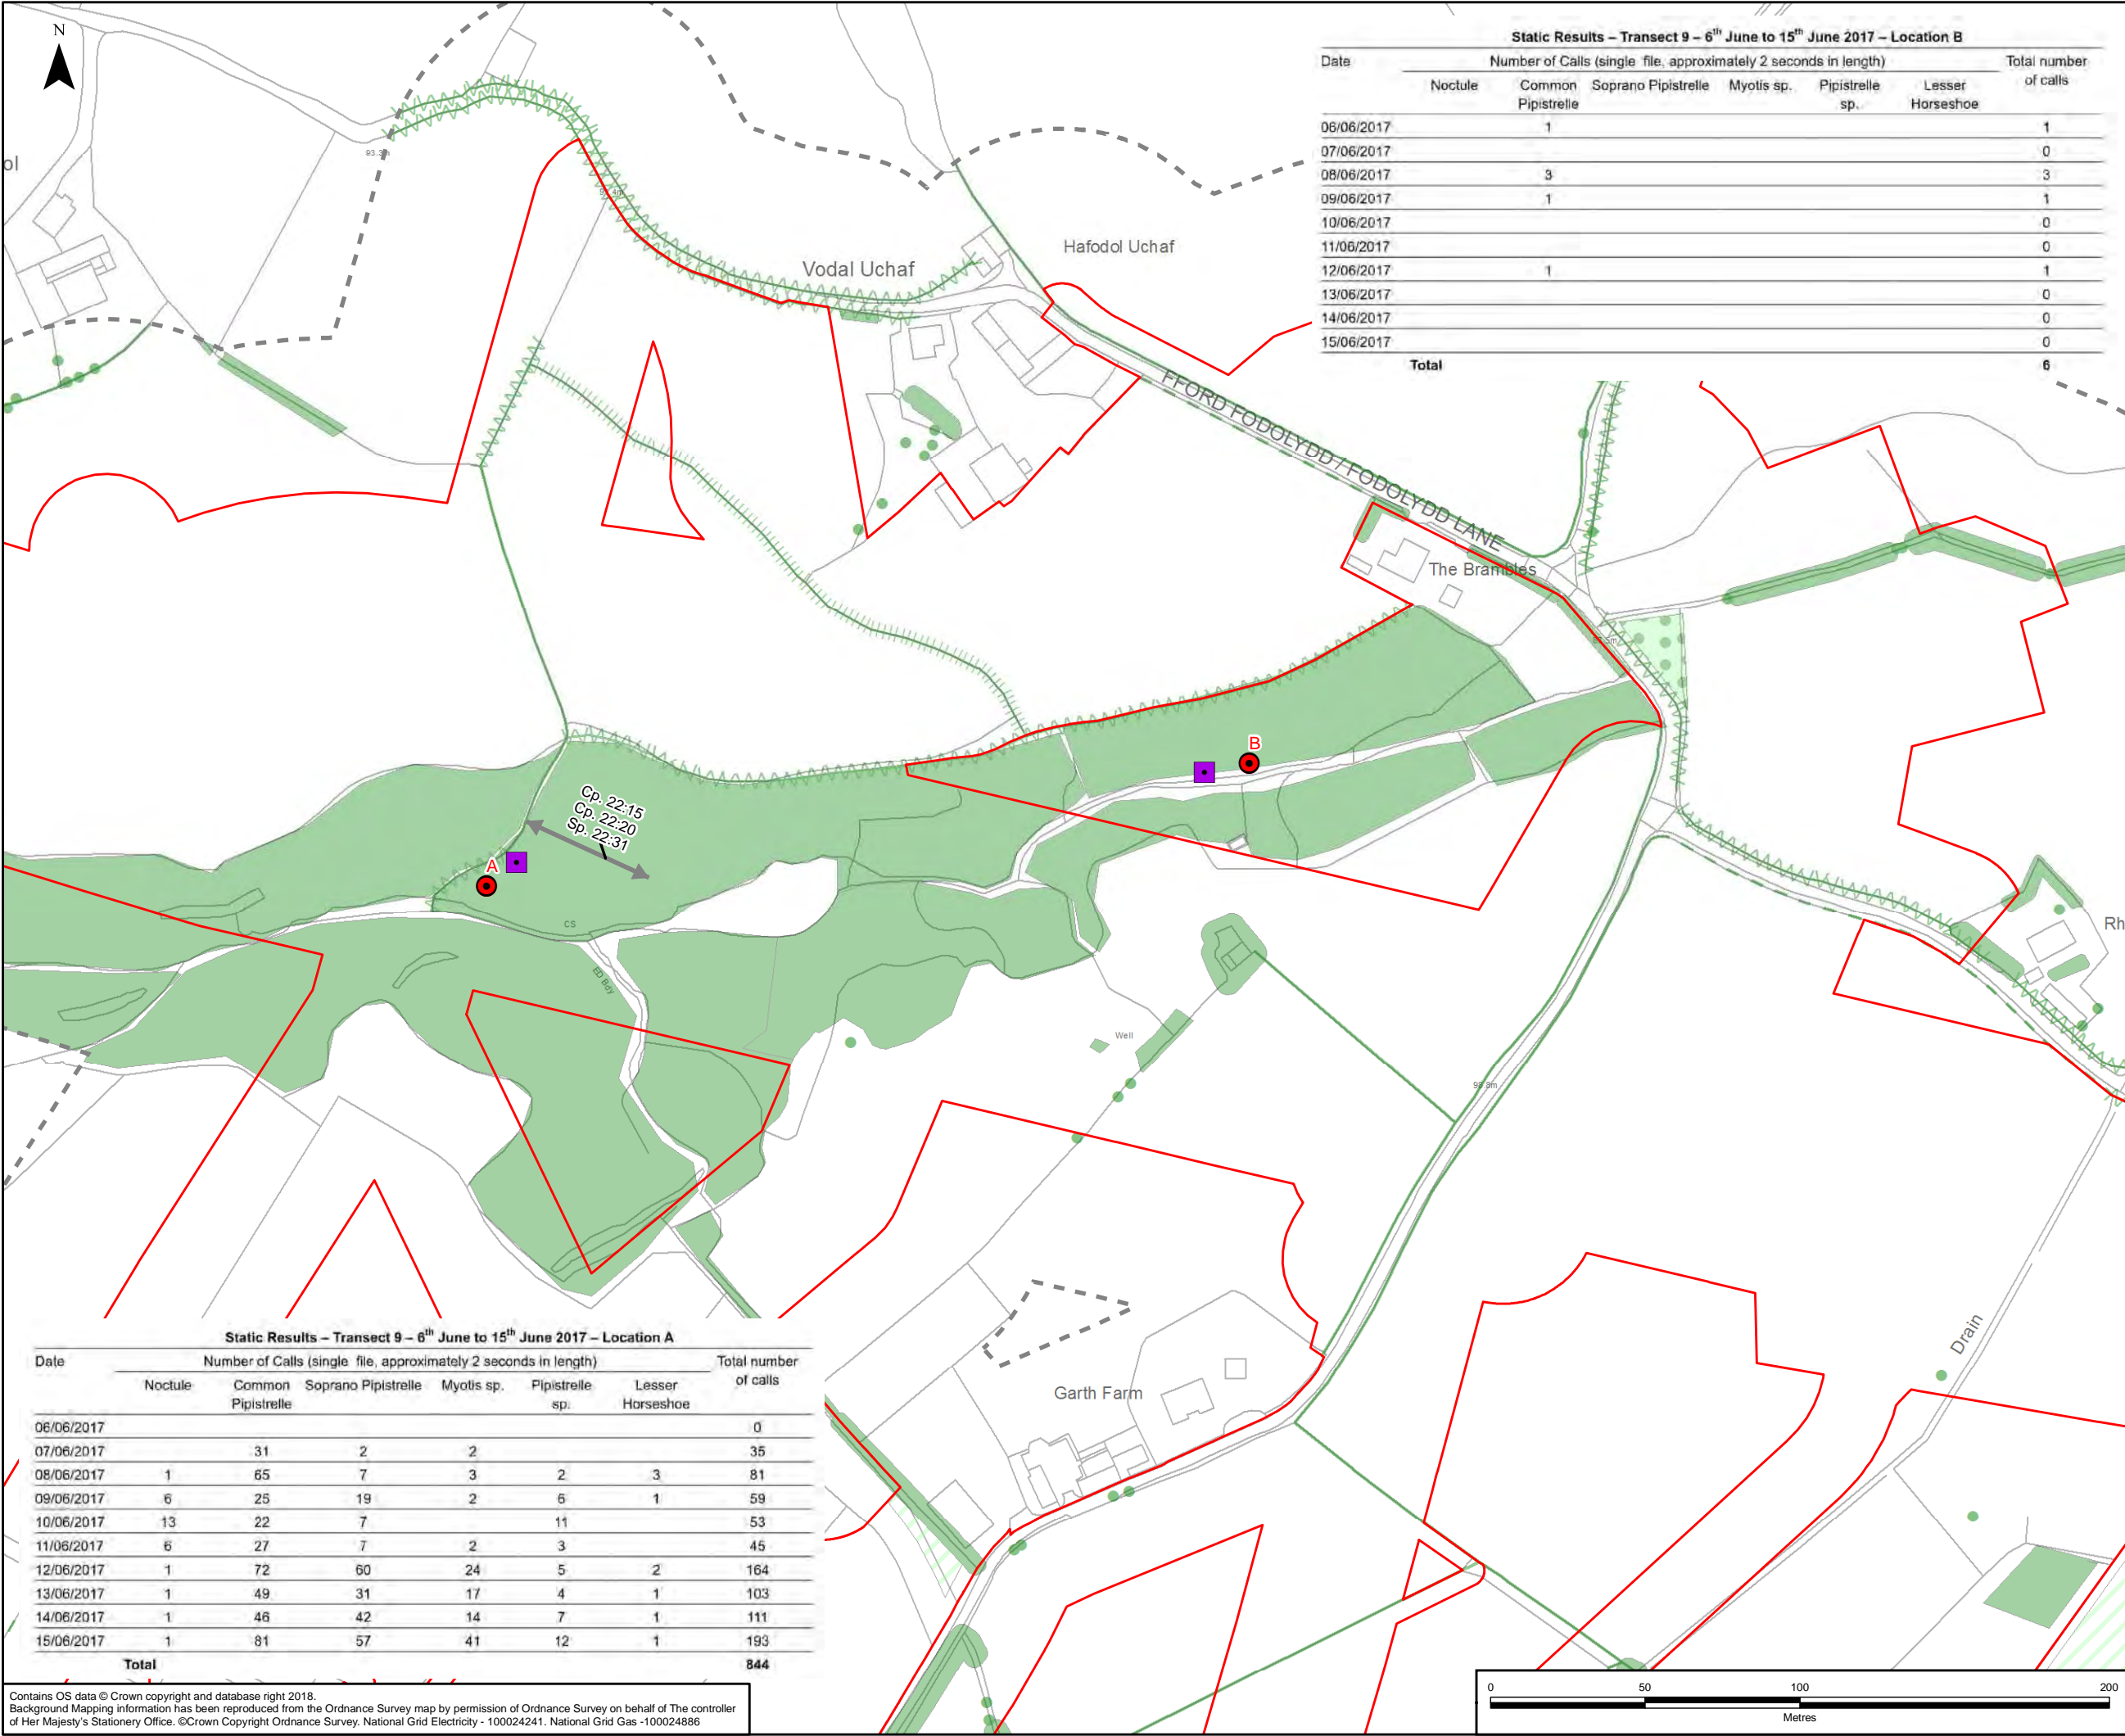 N
Static Results – Transect 9 – 6th June to 15th June 2017 – Location B
Date Number of Calls (single file, approximately 2 seconds in length) Total number of calls
Noctule Common Pipistrelle Soprano Pipistrelle Myotis sp. Pipistrelle sp. Lesser Horseshoe
06/06/2017 1 1
07/06/2017 0
08/06/2017 3 3
09/06/2017 1 1
10/06/2017 0
11/06/2017 0
12/06/2017 1 1
13/06/2017 0
14/06/2017 0
15/06/2017 0
Total 6
ol
Vodal Uchaf
Hafodol Uchaf
FFORD FODOLYDD / FODOLYDD LANE
The Brambles
B
Cp. 22:15
Cp. 22:20
Sp. 22:31
A
CS
ED Bdy
Well
Rh
Garth Farm
Drain
Static Results – Transect 9 – 6th June to 15th June 2017 – Location A
Date Number of Calls (single file, approximately 2 seconds in length) Total number of calls
Noctule Common Pipistrelle Soprano Pipistrelle Myotis sp. Pipistrelle sp. Lesser Horseshoe
06/06/2017 0
07/06/2017 31 2 2 35
08/06/2017 1 65 7 3 2 3 81
09/06/2017 6 25 19 2 6 1 59
10/06/2017 13 22 7 11 53
11/06/2017 6 27 7 2 3 45
12/06/2017 1 72 60 24 5 2 164
13/06/2017 1 49 31 17 4 1 103
14/06/2017 1 46 42 14 7 1 111
15/06/2017 1 81 57 41 12 1 193
Total 844
Contains OS data © Crown copyright and database right 2018.
Background Mapping information has been reproduced from the Ordnance Survey map by permission of Ordnance Survey on behalf of The controller
of Her Majesty's Stationery Office. ©Crown Copyright Ordnance Survey. National Grid Electricity - 100024241. National Grid Gas -100024886
0 50 100 200
Metres